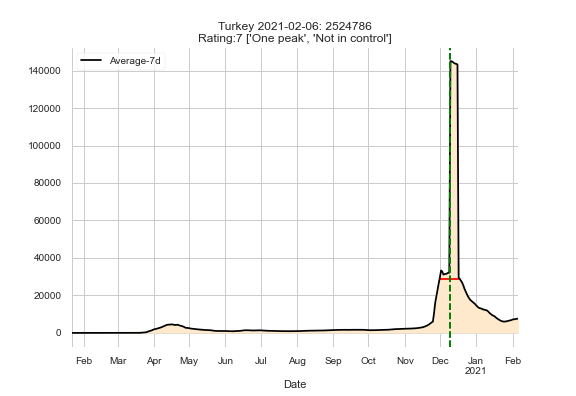 Turkey 2021-02-06: 2524786
Rating:7 ['One peak', 'Not in control']
Average-7d
140000
120000
100000
80000
60000
40000
20000
0
Feb Mar Apr May Jun Jul Aug Sep Oct Nov Dec Jan Feb
2021
Date